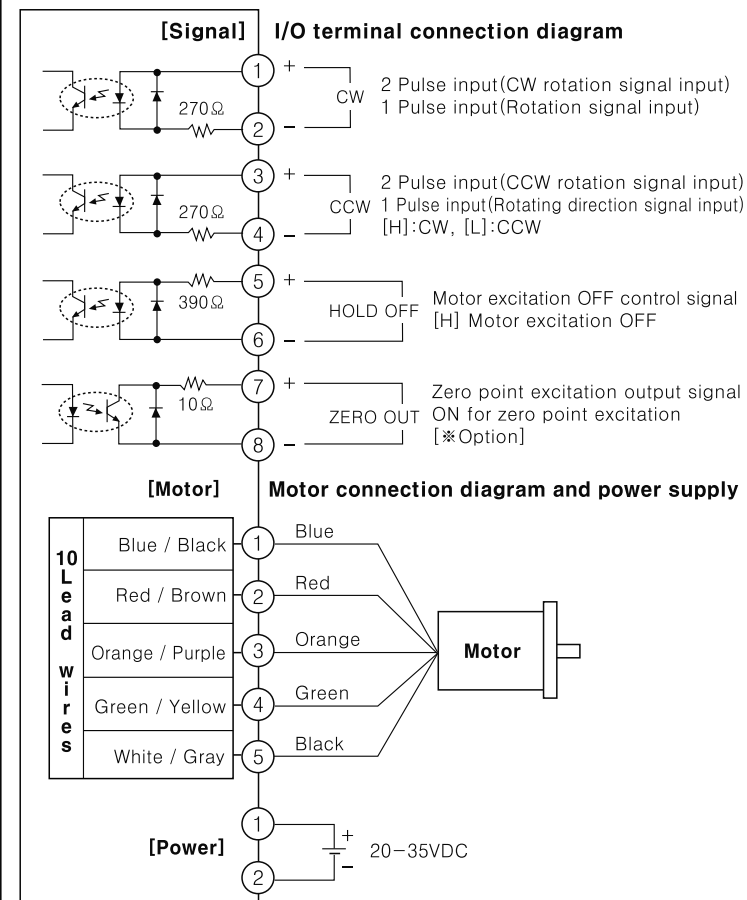 [Signal] I/O terminal connection diagram
1 +
270Ω
CW
2 Pulse input(CW rotation signal input)
1 Pulse input(Rotation signal input)
2 −
3 +
270Ω
CCW
2 Pulse input(CCW rotation signal input)
1 Pulse input(Rotating direction signal input)
[H]:CW, [L]:CCW
4 −
5 +
390Ω
HOLD OFF
Motor excitation OFF control signal
[H] Motor excitation OFF
6 −
7 +
10Ω
ZERO OUT
Zero point excitation output signal
ON for zero point excitation
[※Option]
8 −
[Motor] Motor connection diagram and power supply
10 Lead wires
Blue / Black 1 Blue
Red / Brown 2 Red
Orange / Purple 3 Orange
Green / Yellow 4 Green
White / Gray 5 Black
Motor
[Power]
1
+
20−35VDC
−
2